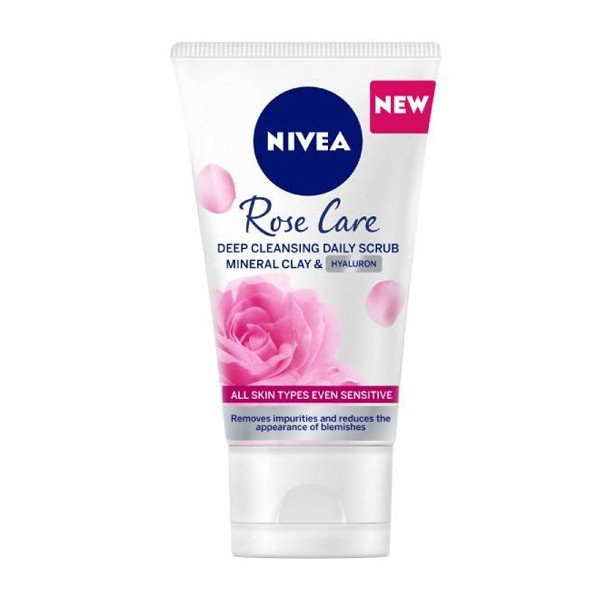 NEW
NIVEA
Rose Care
DEEP CLEANSING DAILY SCRUB
MINERAL CLAY & HYALURON
ALL SKIN TYPES EVEN SENSITIVE
Removes impurities and reduces the
appearance of blemishes